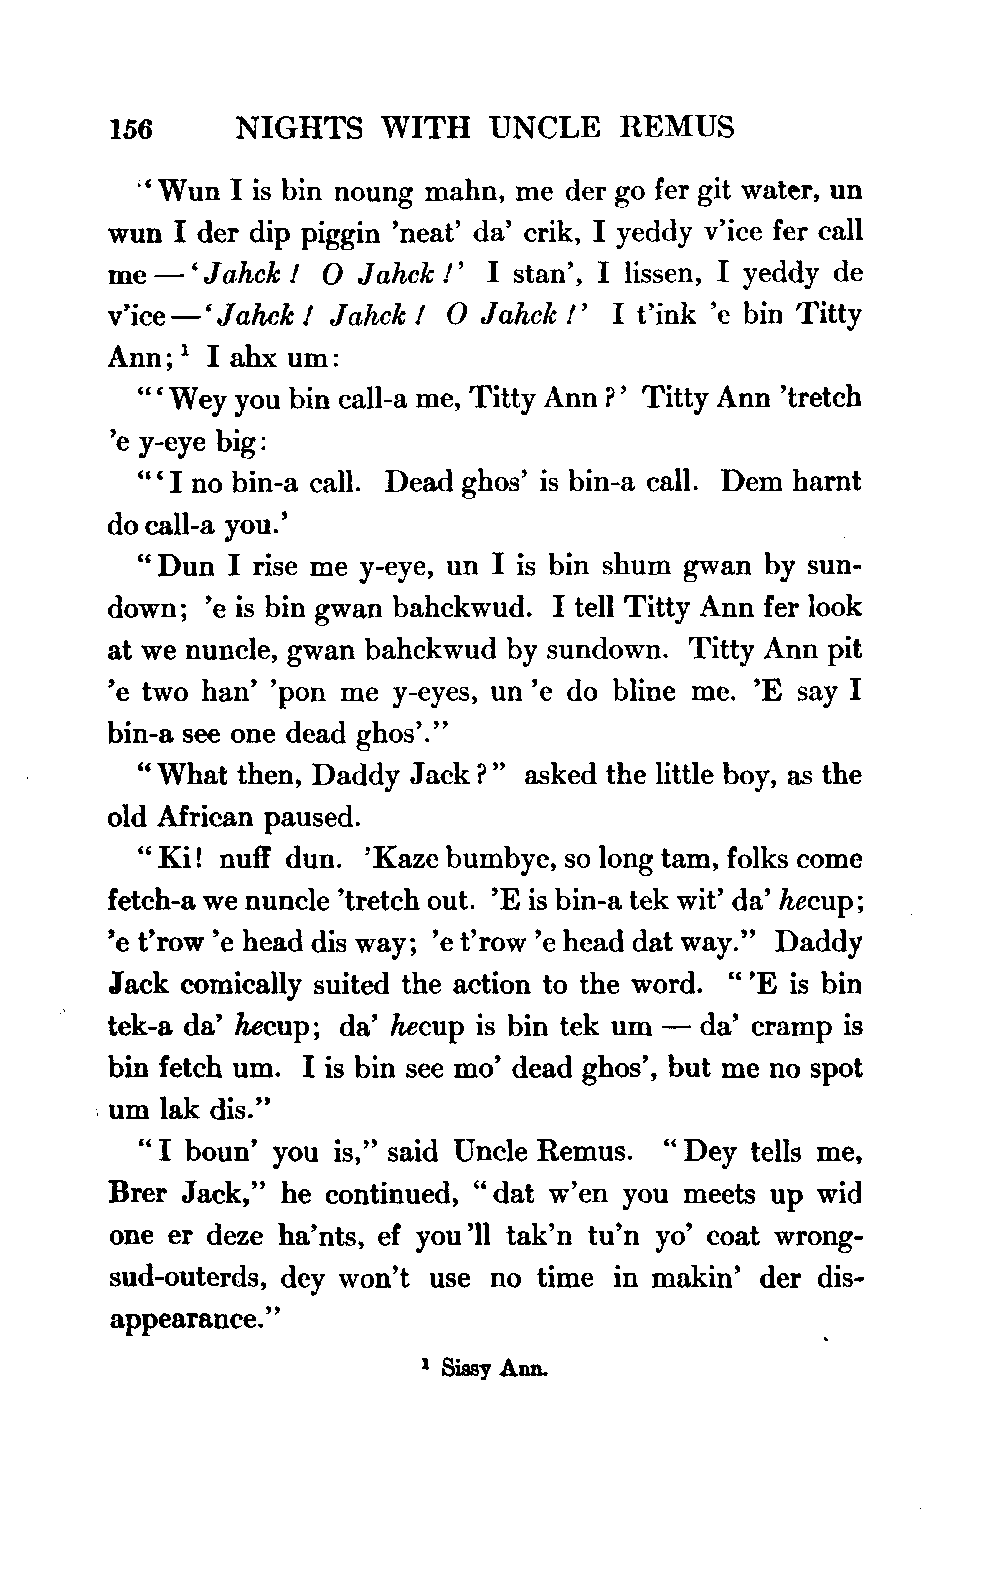 156 NIGHTS WITH UNCLE REMUS
"Wun I is bin noung mahn, me der go fer git water, un
wun I der dip piggin 'neat' da' crik, I yeddy v'ice fer call
me — 'Jahck! O Jahck!' I stan', I lissen, I yeddy de
v'ice — 'Jahck! Jahck! O Jahck!' I t'ink 'e bin Titty
Ann; ¹ I ahx um:
"'Wey you bin call-a me, Titty Ann?' Titty Ann 'tretch
'e y-eye big:
"'I no bin-a call. Dead ghos' is bin-a call. Dem harnt
do call-a you.'
"Dun I rise me y-eye, un I is bin shum gwan by sun-
down; 'e is bin gwan bahckwud. I tell Titty Ann fer look
at we nuncle, gwan bahckwud by sundown. Titty Ann pit
'e two han' 'pon me y-eyes, un 'e do bline me. 'E say I
bin-a see one dead ghos'."
"What then, Daddy Jack?" asked the little boy, as the
old African paused.
"Ki! nuff dun. 'Kaze bumbye, so long tam, folks come
fetch-a we nuncle 'tretch out. 'E is bin-a tek wit' da' hecup;
'e t'row 'e head dis way; 'e t'row 'e head dat way." Daddy
Jack comically suited the action to the word. "'E is bin
tek-a da' hecup; da' hecup is bin tek um — da' cramp is
bin fetch um. I is bin see mo' dead ghos', but me no spot
um lak dis."
"I boun' you is," said Uncle Remus. "Dey tells me,
Brer Jack," he continued, "dat w'en you meets up wid
one er deze ha'nts, ef you 'll tak'n tu'n yo' coat wrong-
sud-outerds, dey won't use no time in makin' der dis-
appearance."
¹ Sissy Ann.